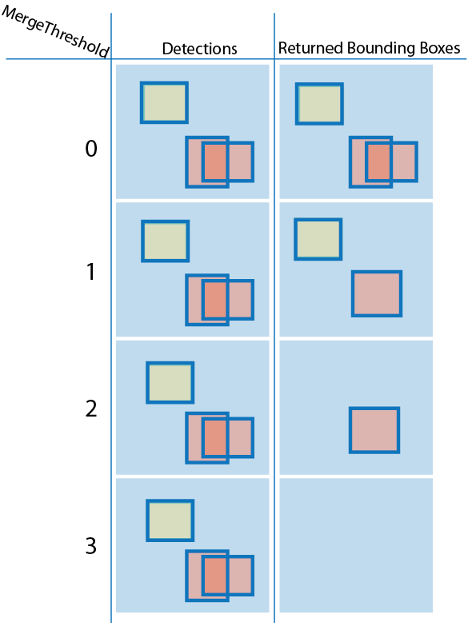 MergeThreshold
Detections
Returned Bounding Boxes
0
1
2
3